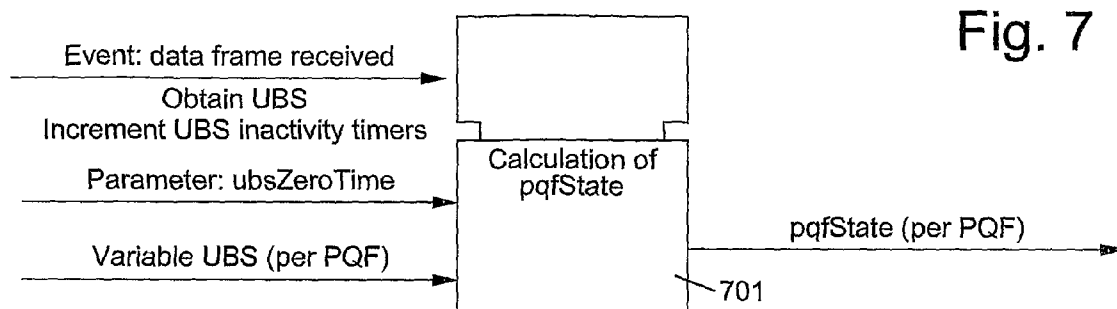 Fig. 7
Event: data frame received
Obtain UBS
Increment UBS inactivity timers
Calculation of
pqfState
Parameter: ubsZeroTime
Variable UBS (per PQF)
pqfState (per PQF)
701